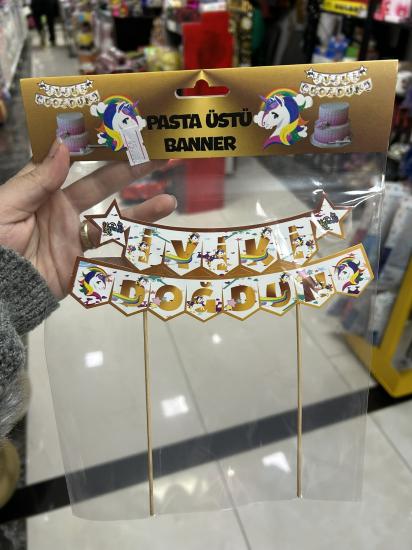 PASTA ÜSTÜ
BANNER
İYİKİ
DOĞDUN